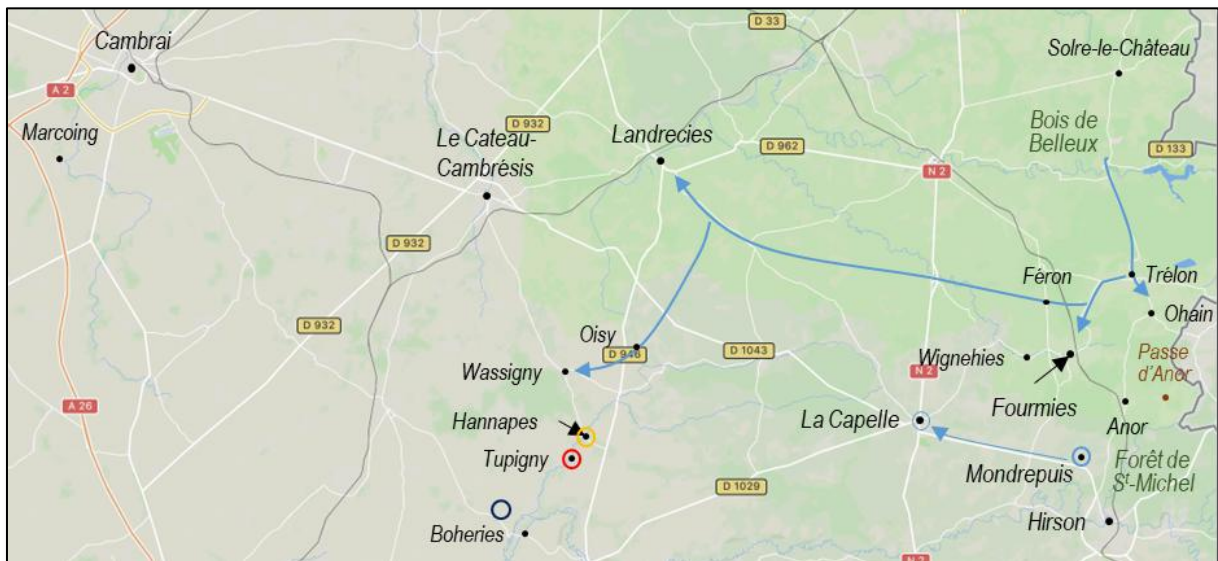 D 33
Cambrai
Solre-le-Château
A 2
Marcoing
Bois de
Belleux
D 932
Landrecies
D 962
D 133
Le Cateau-
Cambrésis
N 2
D 932
Féron
Trélon
Ohain
D 932
Oisy
D 946
D 1043
Wignehies
Passe
d'Anor
Wassigny
N 2
A 26
Hannapes
La Capelle
Fourmies
Anor
Tupigny
Mondrepuis
Forêt de
St-Michel
D 1029
Boheries
Hirson
N 2